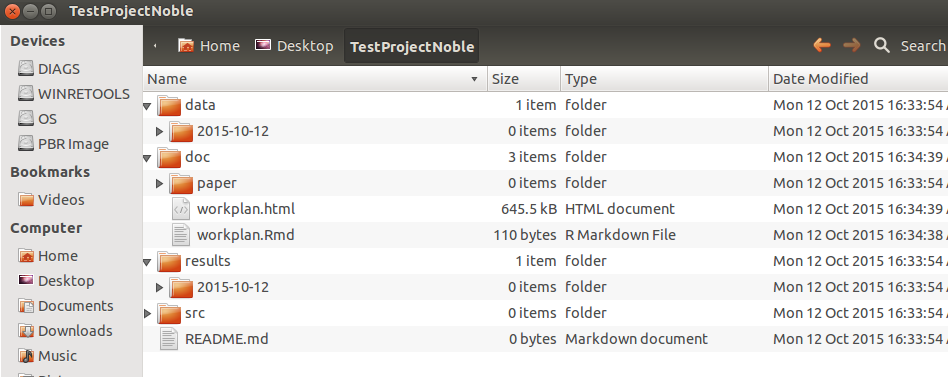 TestProjectNoble
Devices
DIAGS
WINRETOOLS
OS
PBR Image
Bookmarks
Videos
Computer
Home
Desktop
Documents
Downloads
Music
Home Desktop TestProjectNoble Search
Name Size Type Date Modified
data 1 item folder Mon 12 Oct 2015 16:33:54
2015-10-12 0 items folder Mon 12 Oct 2015 16:33:54
doc 3 items folder Mon 12 Oct 2015 16:34:39
paper 0 items folder Mon 12 Oct 2015 16:33:54
workplan.html 645.5 kB HTML document Mon 12 Oct 2015 16:34:39
workplan.Rmd 110 bytes R Markdown File Mon 12 Oct 2015 16:34:38
results 1 item folder Mon 12 Oct 2015 16:33:54
2015-10-12 0 items folder Mon 12 Oct 2015 16:33:54
src 0 items folder Mon 12 Oct 2015 16:33:54
README.md 0 bytes Markdown document Mon 12 Oct 2015 16:33:54